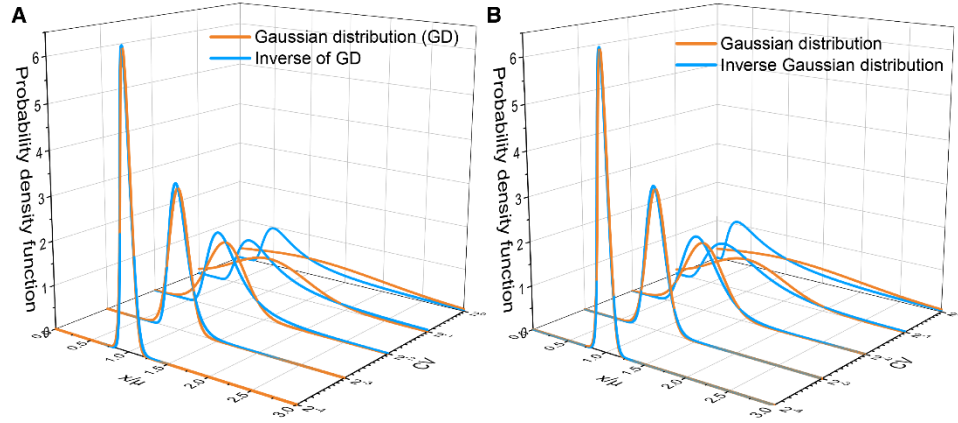 A
Gaussian distribution (GD)
Inverse of GD
Probability density function
6
5
4
3
2
1
0
0.5
1.0
1.5
2.0
2.5
3.0
x/μ
CV
B
Gaussian distribution
Inverse Gaussian distribution
Probability density function
6
5
4
3
2
1
0
0.5
1.0
1.5
2.0
2.5
3.0
x/μ
CV